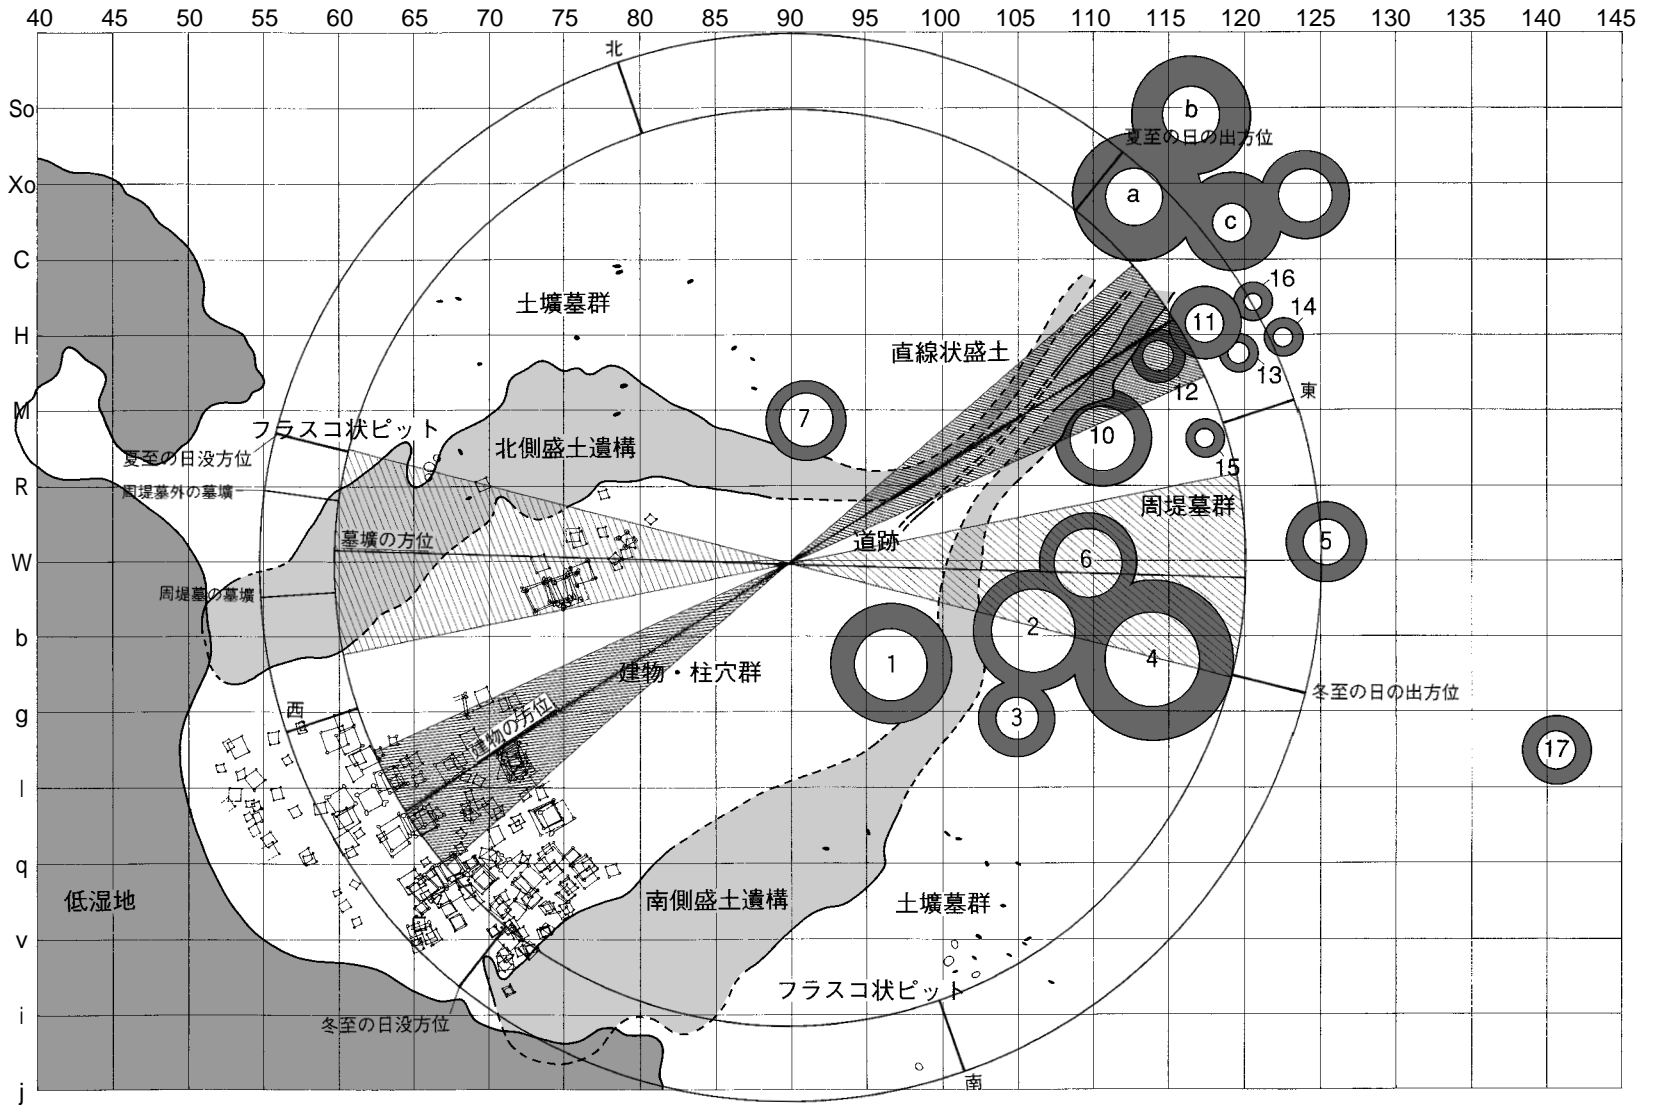 40 45 50 55 60 65 70 75 80 85 90 95 100 105 110 115 120 125 130 135 140 145
北
So
b
夏至の日の出方位
Xo
a
c
C
土壙墓群
16
14
11
H
直線状盛土
13
12
東
M
7
フラスコ状ピット
10
北側盛土遺構
夏至の日没方位
15
周堤墓外の墓壙
R
周堤墓群
墓壙の方位
道跡
5
W
6
周堤墓の墓壙
2
b
1
4
建物・柱穴群
冬至の日の出方位
西
g
3
建物の方位
17
l
q
低湿地
南側盛土遺構
土壙墓群
v
フラスコ状ピット
i
冬至の日没方位
南
j